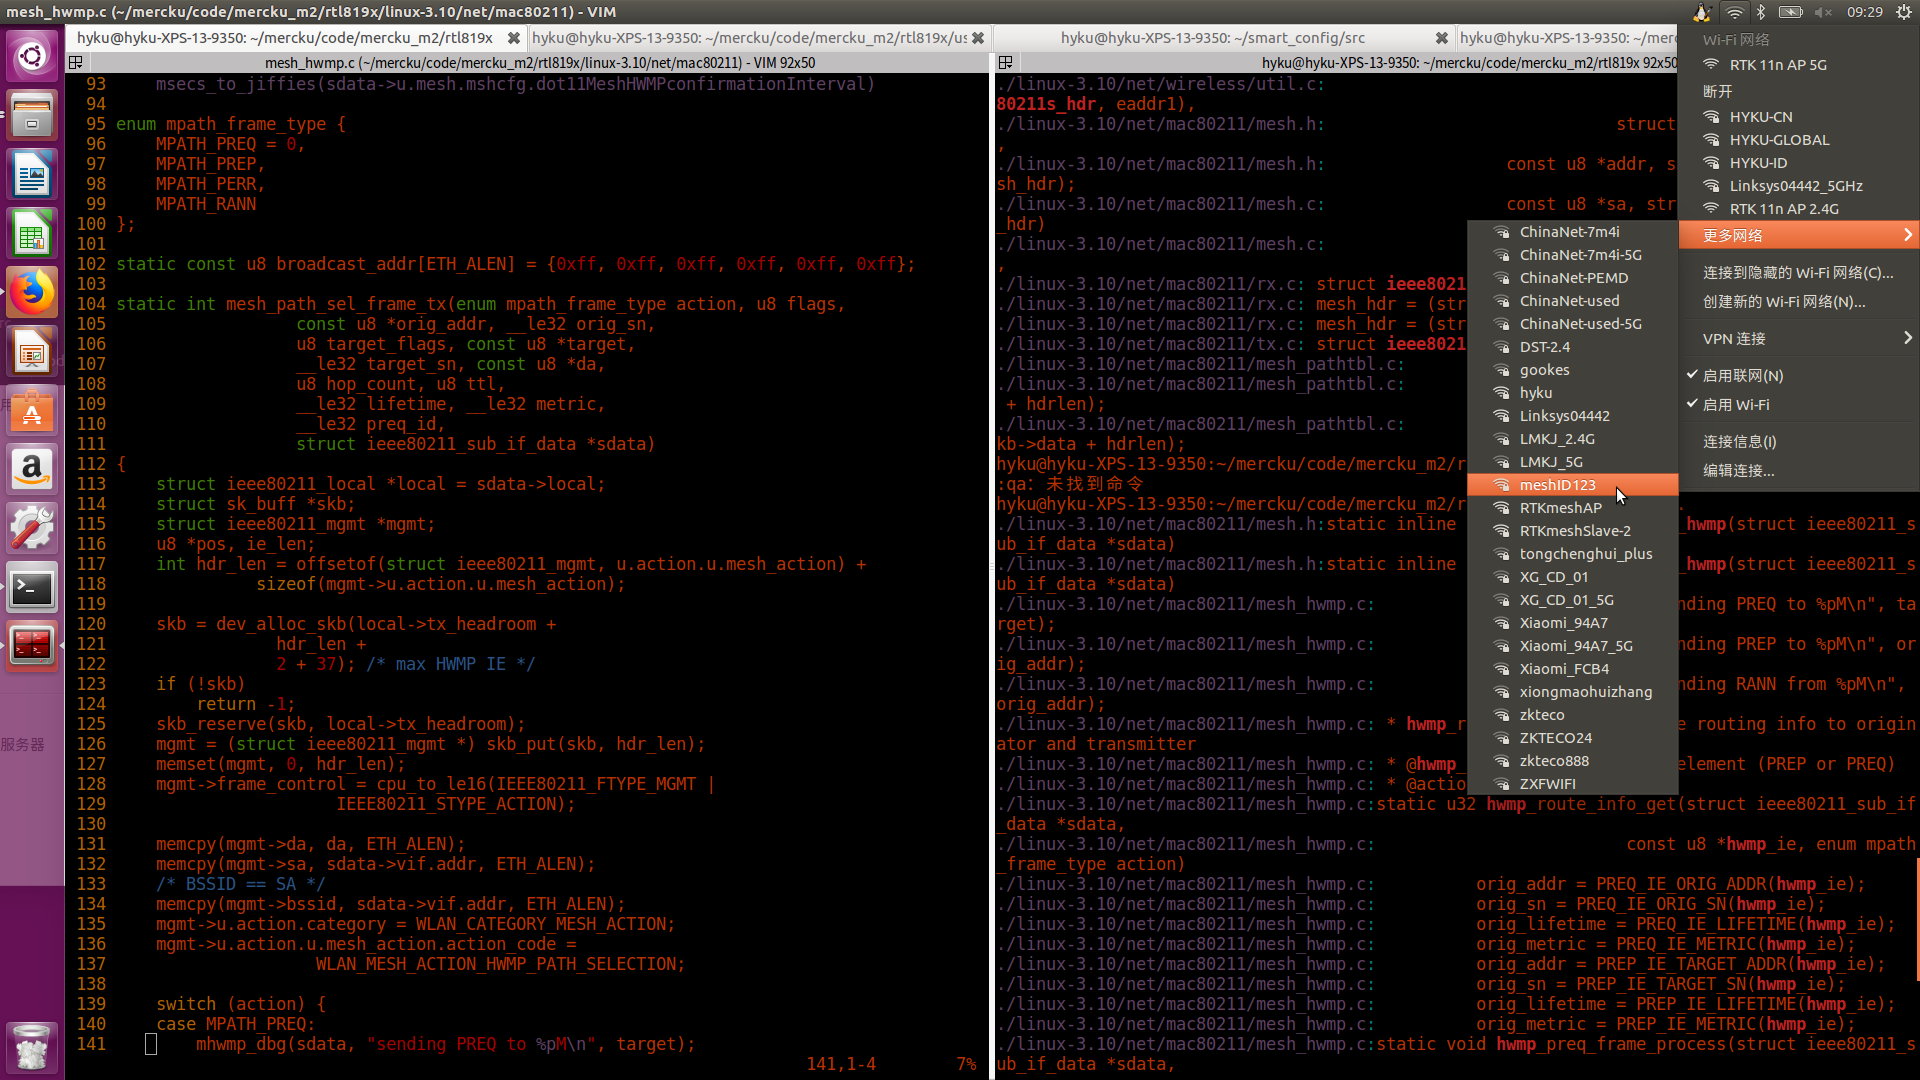 mesh_hwmp.c (~/mercku/code/mercku_m2/rtl819x/linux-3.10/net/mac80211) - VIM
09:29
hyku@hyku-XPS-13-9350: ~/mercku/code/mercku_m2/rtl819x
hyku@hyku-XPS-13-9350: ~/mercku/code/mercku_m2/rtl819x/us
hyku@hyku-XPS-13-9350: ~/smart_config/src
hyku@hyku-XPS-13-9350: ~/merc
mesh_hwmp.c (~/mercku/code/mercku_m2/rtl819x/linux-3.10/net/mac80211) - VIM 92x50
93     msecs_to_jiffies(sdata->u.mesh.mshcfg.dot11MeshHWMPconfirmationInterval)
94
95 enum mpath_frame_type {
96     MPATH_PREQ = 0,
97     MPATH_PREP,
98     MPATH_PERR,
99     MPATH_RANN
100 };
101
102 static const u8 broadcast_addr[ETH_ALEN] = {0xff, 0xff, 0xff, 0xff, 0xff, 0xff};
103
104 static int mesh_path_sel_frame_tx(enum mpath_frame_type action, u8 flags,
105                   const u8 *orig_addr, __le32 orig_sn,
106                   u8 target_flags, const u8 *target,
107                   __le32 target_sn, const u8 *da,
108                   u8 hop_count, u8 ttl,
109                   __le32 lifetime, __le32 metric,
110                   __le32 preq_id,
111                   struct ieee80211_sub_if_data *sdata)
112 {
113     struct ieee80211_local *local = sdata->local;
114     struct sk_buff *skb;
115     struct ieee80211_mgmt *mgmt;
116     u8 *pos, ie_len;
117     int hdr_len = offsetof(struct ieee80211_mgmt, u.action.u.mesh_action) +
118               sizeof(mgmt->u.action.u.mesh_action);
119
120     skb = dev_alloc_skb(local->tx_headroom +
121                 hdr_len +
122                 2 + 37); /* max HWMP IE */
123     if (!skb)
124         return -1;
125     skb_reserve(skb, local->tx_headroom);
126     mgmt = (struct ieee80211_mgmt *) skb_put(skb, hdr_len);
127     memset(mgmt, 0, hdr_len);
128     mgmt->frame_control = cpu_to_le16(IEEE80211_FTYPE_MGMT |
129                       IEEE80211_STYPE_ACTION);
130
131     memcpy(mgmt->da, da, ETH_ALEN);
132     memcpy(mgmt->sa, sdata->vif.addr, ETH_ALEN);
133     /* BSSID == SA */
134     memcpy(mgmt->bssid, sdata->vif.addr, ETH_ALEN);
135     mgmt->u.action.category = WLAN_CATEGORY_MESH_ACTION;
136     mgmt->u.action.u.mesh_action.action_code =
137                     WLAN_MESH_ACTION_HWMP_PATH_SELECTION;
138
139     switch (action) {
140     case MPATH_PREQ:
141         mhwmp_dbg(sdata, "sending PREQ to %pM\n", target);
141,1-4        7%
hyku@hyku-XPS-13-9350: ~/mercku/code/mercku_m2/rtl819x 92x50
./linux-3.10/net/wireless/util.c:
80211s_hdr, eaddr1),
./linux-3.10/net/mac80211/mesh.h:                             struct
,
./linux-3.10/net/mac80211/mesh.h:                  const u8 *addr, s
sh_hdr);
./linux-3.10/net/mac80211/mesh.c:                  const u8 *sa, str
_hdr)
./linux-3.10/net/mac80211/mesh.c:
,
./linux-3.10/net/mac80211/rx.c: struct ieee8021
./linux-3.10/net/mac80211/rx.c: mesh_hdr = (str
./linux-3.10/net/mac80211/rx.c: mesh_hdr = (str
./linux-3.10/net/mac80211/tx.c: struct ieee8021
./linux-3.10/net/mac80211/mesh_pathtbl.c:
./linux-3.10/net/mac80211/mesh_pathtbl.c:
 + hdrlen);
./linux-3.10/net/mac80211/mesh_pathtbl.c:
kb->data + hdrlen);
hyku@hyku-XPS-13-9350:~/mercku/code/mercku_m2/r
:qa: 未找到命令
hyku@hyku-XPS-13-9350:~/mercku/code/mercku_m2/r
./linux-3.10/net/mac80211/mesh.h:static inline _hwmp(struct ieee80211_s
ub_if_data *sdata)
./linux-3.10/net/mac80211/mesh.h:static inline _hwmp(struct ieee80211_s
ub_if_data *sdata)
./linux-3.10/net/mac80211/mesh_hwmp.c: nding PREQ to %pM\n", ta
rget);
./linux-3.10/net/mac80211/mesh_hwmp.c: nding PREP to %pM\n", or
ig_addr);
./linux-3.10/net/mac80211/mesh_hwmp.c: nding RANN from %pM\n",
orig_addr);
./linux-3.10/net/mac80211/mesh_hwmp.c: * hwmp_r e routing info to origin
ator and transmitter
./linux-3.10/net/mac80211/mesh_hwmp.c: * @hwmp_ element (PREP or PREQ)
./linux-3.10/net/mac80211/mesh_hwmp.c: * @actio
./linux-3.10/net/mac80211/mesh_hwmp.c:static u32 hwmp_route_info_get(struct ieee80211_sub_if
_data *sdata,
./linux-3.10/net/mac80211/mesh_hwmp.c:                         const u8 *hwmp_ie, enum mpath
_frame_type action)
./linux-3.10/net/mac80211/mesh_hwmp.c:          orig_addr = PREQ_IE_ORIG_ADDR(hwmp_ie);
./linux-3.10/net/mac80211/mesh_hwmp.c:          orig_sn = PREQ_IE_ORIG_SN(hwmp_ie);
./linux-3.10/net/mac80211/mesh_hwmp.c:          orig_lifetime = PREQ_IE_LIFETIME(hwmp_ie);
./linux-3.10/net/mac80211/mesh_hwmp.c:          orig_metric = PREQ_IE_METRIC(hwmp_ie);
./linux-3.10/net/mac80211/mesh_hwmp.c:          orig_addr = PREP_IE_TARGET_ADDR(hwmp_ie);
./linux-3.10/net/mac80211/mesh_hwmp.c:          orig_sn = PREP_IE_TARGET_SN(hwmp_ie);
./linux-3.10/net/mac80211/mesh_hwmp.c:          orig_lifetime = PREP_IE_LIFETIME(hwmp_ie);
./linux-3.10/net/mac80211/mesh_hwmp.c:          orig_metric = PREP_IE_METRIC(hwmp_ie);
./linux-3.10/net/mac80211/mesh_hwmp.c:static void hwmp_preq_frame_process(struct ieee80211_s
ub_if_data *sdata,
ChinaNet-7m4i
ChinaNet-7m4i-5G
ChinaNet-PEMD
ChinaNet-used
ChinaNet-used-5G
DST-2.4
gookes
hyku
Linksys04442
LMKJ_2.4G
LMKJ_5G
meshID123
RTKmeshAP
RTKmeshSlave-2
tongchenghui_plus
XG_CD_01
XG_CD_01_5G
Xiaomi_94A7
Xiaomi_94A7_5G
Xiaomi_FCB4
xiongmaohuizhang
zkteco
ZKTECO24
zkteco888
ZXFWIFI
Wi-Fi 网络
RTK 11n AP 5G
断开
HYKU-CN
HYKU-GLOBAL
HYKU-ID
Linksys04442_5GHz
RTK 11n AP 2.4G
更多网络
连接到隐藏的 Wi-Fi 网络(C)...
创建新的 Wi-Fi 网络(N)...
VPN 连接
启用联网(N)
启用 Wi-Fi
连接信息(I)
编辑连接...
服务器